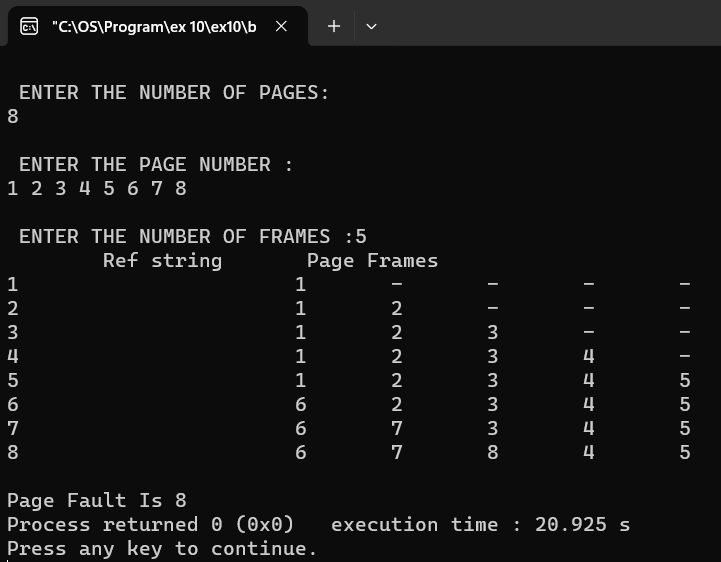 "C:\OS\Program\ex 10\ex10\b
ENTER THE NUMBER OF PAGES:
8
ENTER THE PAGE NUMBER :
1 2 3 4 5 6 7 8
ENTER THE NUMBER OF FRAMES :5
Ref string Page Frames
1 1 - - - -
2 1 2 - - -
3 1 2 3 - -
4 1 2 3 4 -
5 1 2 3 4 5
6 6 2 3 4 5
7 6 7 3 4 5
8 6 7 8 4 5
Page Fault Is 8
Process returned 0 (0x0) execution time : 20.925 s
Press any key to continue.